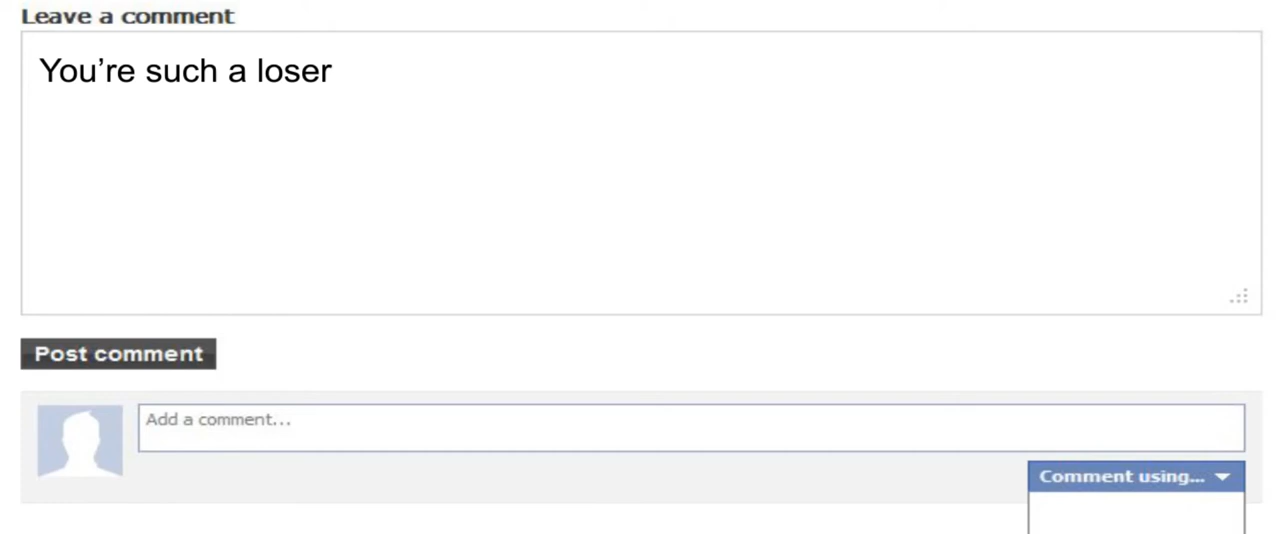 Leave a comment
You’re such a loser
Post comment
Add a comment...
Comment using...